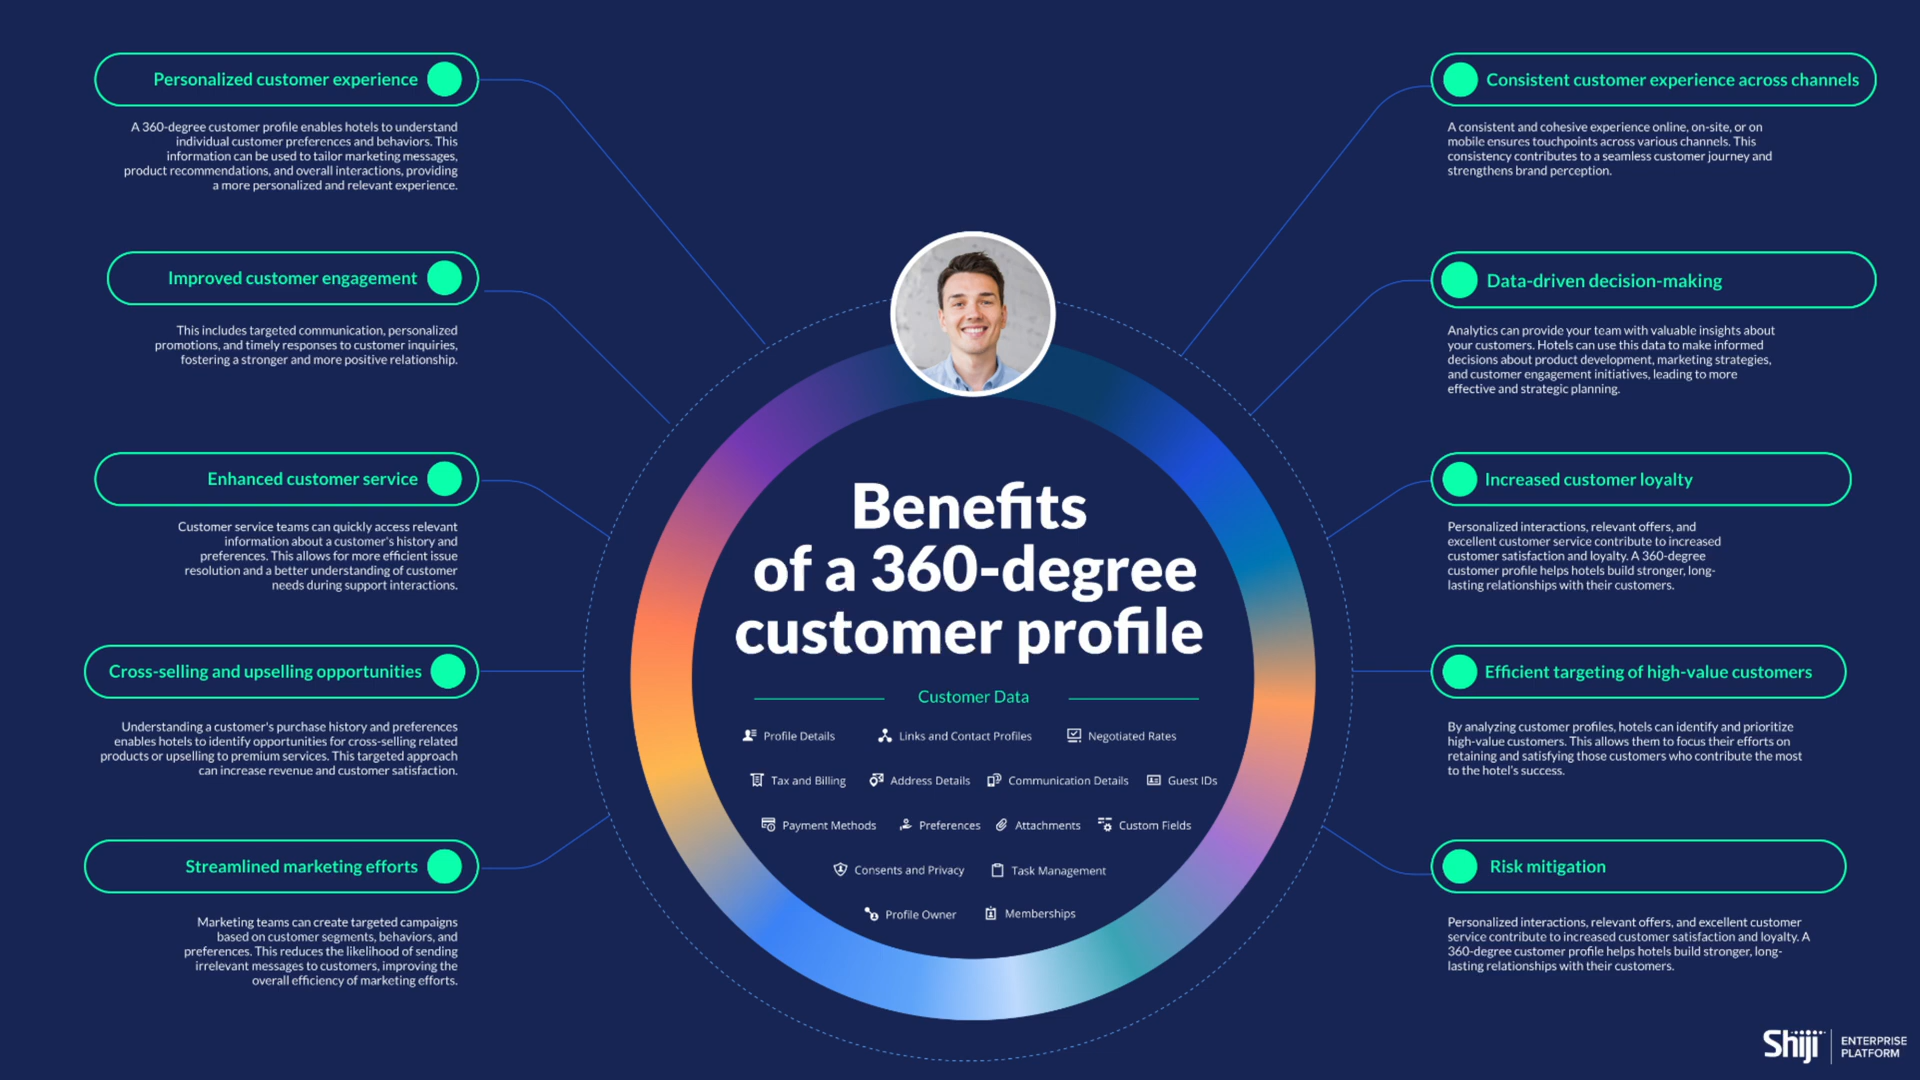 Personalized customer experience
A 360-degree customer profile enables hotels to understand
individual customer preferences and behaviors. This
information can be used to tailor marketing messages,
product recommendations, and overall interactions, providing
a more personalized and relevant experience.
Improved customer engagement
This includes targeted communication, personalized
promotions, and timely responses to customer inquiries,
fostering a stronger and more positive relationship.
Enhanced customer service
Customer service teams can quickly access relevant
information about a customer's history and
preferences. This allows for more efficient issue
resolution and a better understanding of customer
needs during support interactions.
Cross-selling and upselling opportunities
Understanding a customer's purchase history and preferences
enables hotels to identify opportunities for cross-selling related
products or upselling to premium services. This targeted approach
can increase revenue and customer satisfaction.
Streamlined marketing efforts
Marketing teams can create targeted campaigns
based on customer segments, behaviors, and
preferences. This reduces the likelihood of sending
irrelevant messages to customers, improving the
overall efficiency of marketing efforts.
Benefits
of a 360-degree
customer profile
Customer Data
Profile Details Links and Contact Profiles Negotiated Rates
Tax and Billing Address Details Communication Details Guest IDs
Payment Methods Preferences Attachments Custom Fields
Consents and Privacy Task Management
Profile Owner Memberships
Consistent customer experience across channels
A consistent and cohesive experience online, on-site, or on
mobile ensures touchpoints across various channels. This
consistency contributes to a seamless customer journey and
strengthens brand perception.
Data-driven decision-making
Analytics can provide your team with valuable insights about
your customers. Hotels can use this data to make informed
decisions about product development, marketing strategies,
and customer engagement initiatives, leading to more
effective and strategic planning.
Increased customer loyalty
Personalized interactions, relevant offers, and
excellent customer service contribute to increased
customer satisfaction and loyalty. A 360-degree
customer profile helps hotels build stronger, long-
lasting relationships with their customers.
Efficient targeting of high-value customers
By analyzing customer profiles, hotels can identify and prioritize
high-value customers. This allows them to focus their efforts on
retaining and satisfying those customers who contribute the most
to the hotel's success.
Risk mitigation
Personalized interactions, relevant offers, and excellent customer
service contribute to increased customer satisfaction and loyalty. A
360-degree customer profile helps hotels build stronger, long-
lasting relationships with their customers.
Shiji ENTERPRISE
PLATFORM